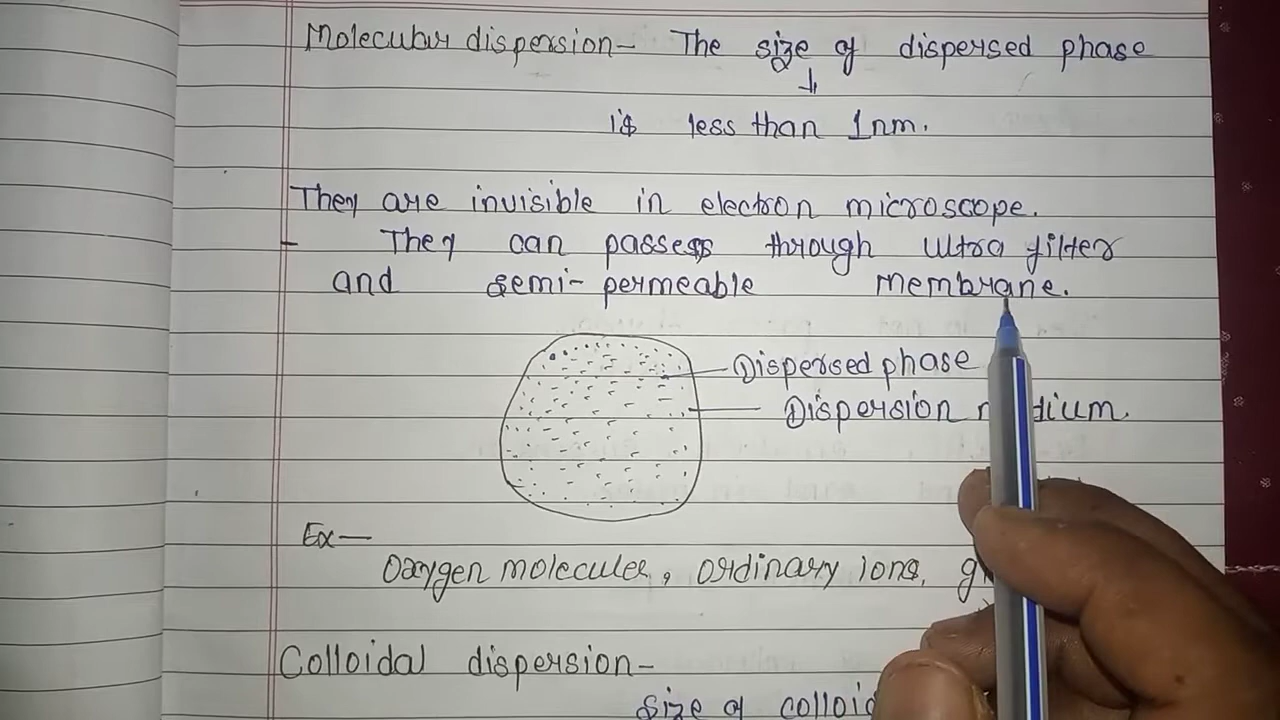 Molecular dispersion- The size of dispersed phase
is less than 1nm.
They are invisible in electron microscope.
- They can passess through ultra filter
and semi-permeable membrane.
Dispersed phase
Dispersion
Ex-
Oxygen molecules, ordinary ions,
Colloidal dispersion-
size of